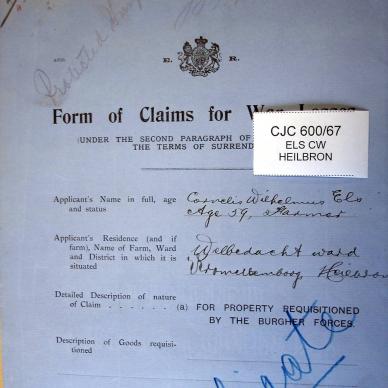 E. R.
Form of Claims for War Losses
CJC 600/67
ELS CW
HEILBRON
(UNDER THE SECOND PARAGRAPH OF
THE TERMS OF SURREND
Applicant's Name in full, age and status
Cornelis Wilhelmus Els
Age 39, Farmer
Applicant's Residence (and if farm), Name of Farm, Ward and District in which it is situated
Welbedacht ward
Heilbron
Detailed Description of nature of Claim - - - - - -
(a) FOR PROPERTY REQUISITIONED
BY THE BURGHER FORCES.
Description of Goods requisitioned